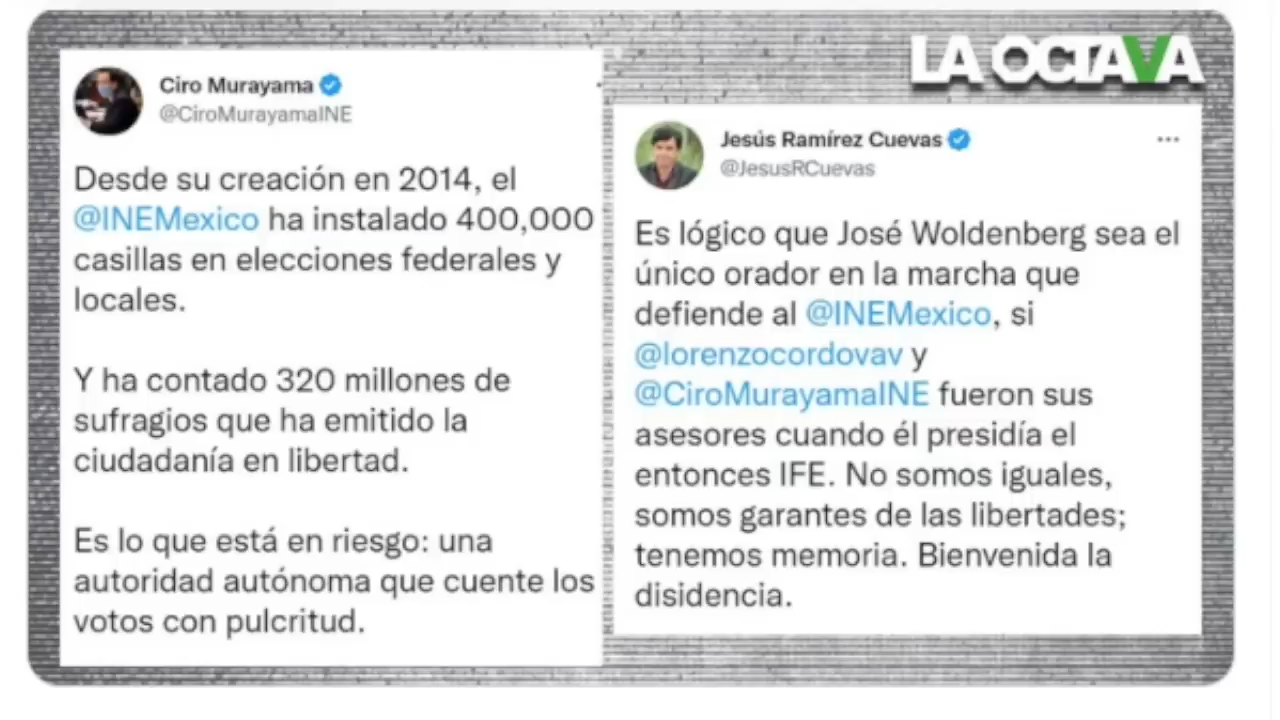 LA OCTAVA
Ciro Murayama
@CiroMurayamaINE
Desde su creación en 2014, el
@INEMexico ha instalado 400,000
casillas en elecciones federales y
locales.
Y ha contado 320 millones de
sufragios que ha emitido la
ciudadanía en libertad.
Es lo que está en riesgo: una
autoridad autónoma que cuente los
votos con pulcritud.
Jesús Ramírez Cuevas
@JesusRCuevas
Es lógico que José Woldenberg sea el
único orador en la marcha que
defiende al @INEMexico, si
@lorenzocordovav y
@CiroMurayamaINE fueron sus
asesores cuando él presidía el
entonces IFE. No somos iguales,
somos garantes de las libertades;
tenemos memoria. Bienvenida la
disidencia.